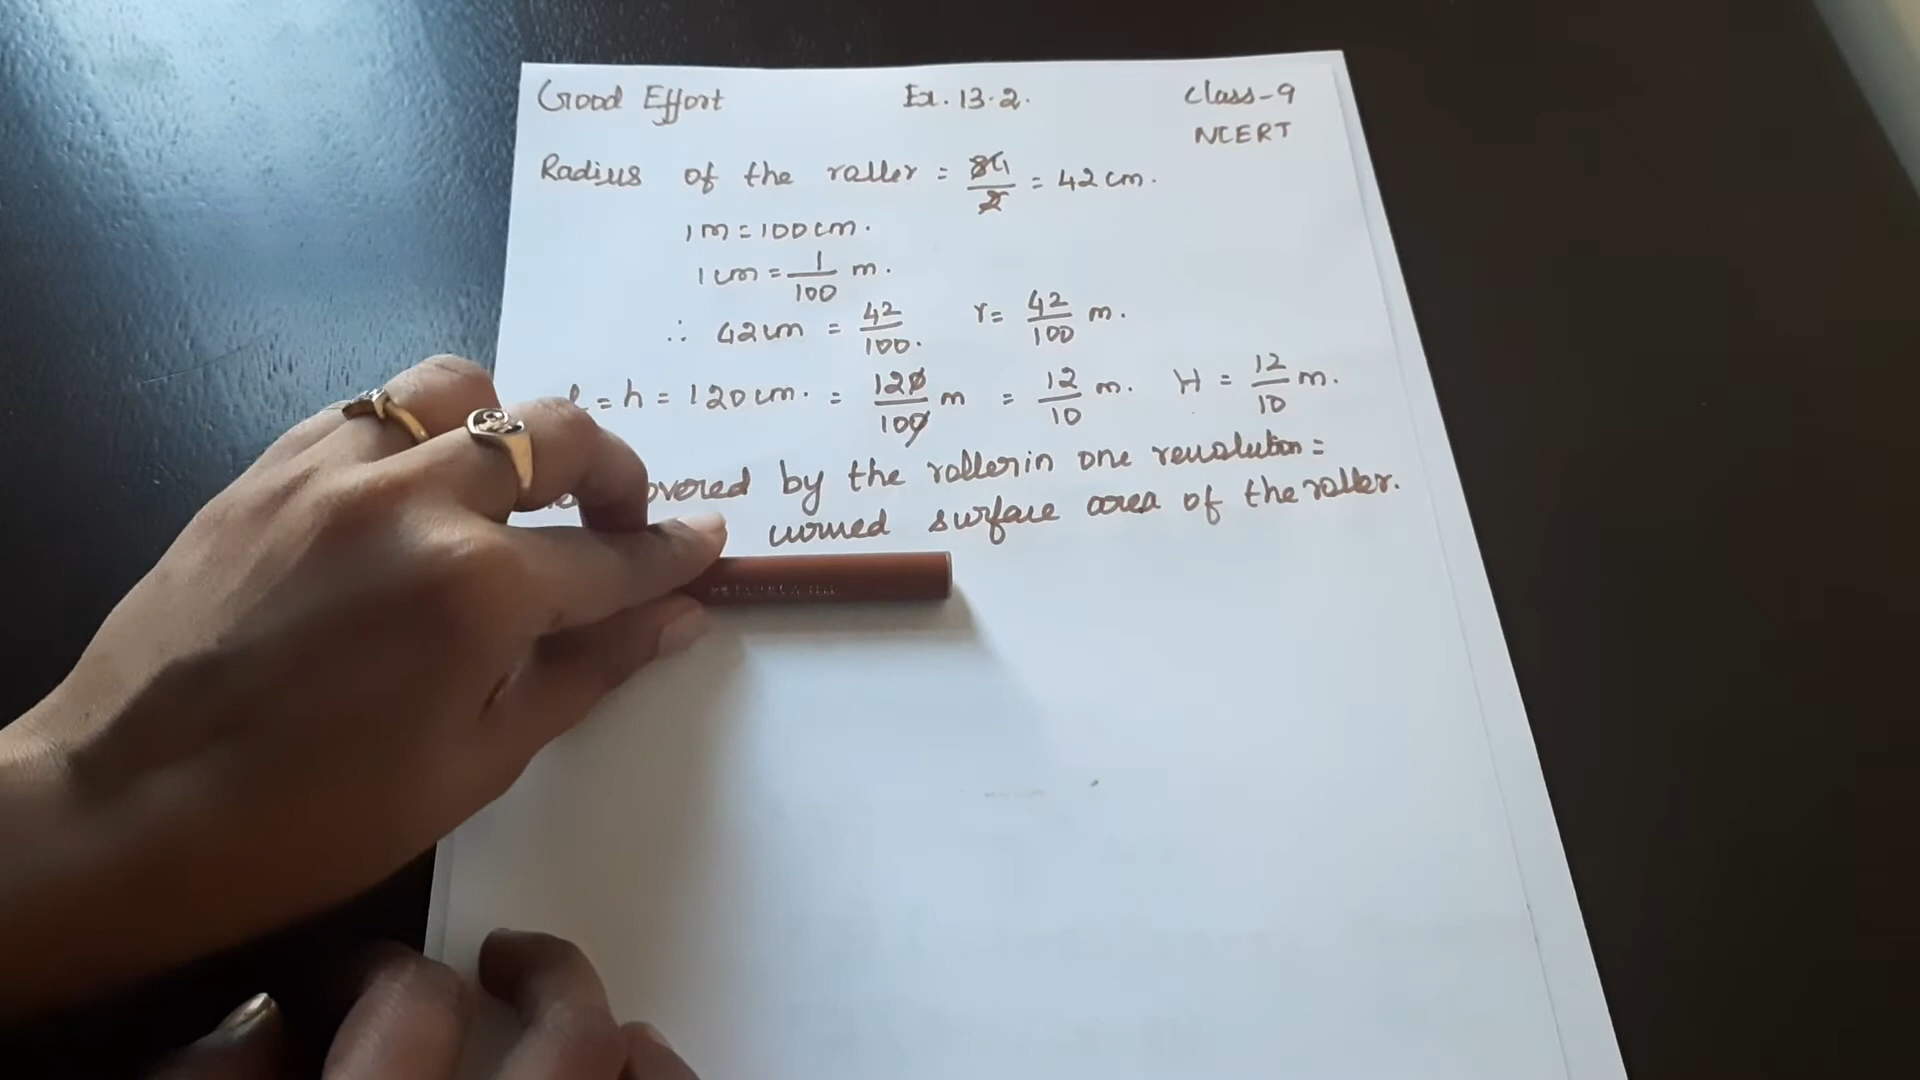 Good Effort Ex. 13.2. Class-9
NCERT
Radius of the roller = 84/2 = 42 cm.
1 m = 100 cm.
1 cm = 1/100 m.
∴ 42 cm = 42/100. r = 42/100 m.
l = h = 120 cm. = 120/100 m = 12/10 m. H = 12/10 m.
overed by the roller in one revolution =
curved surface area of the roller.